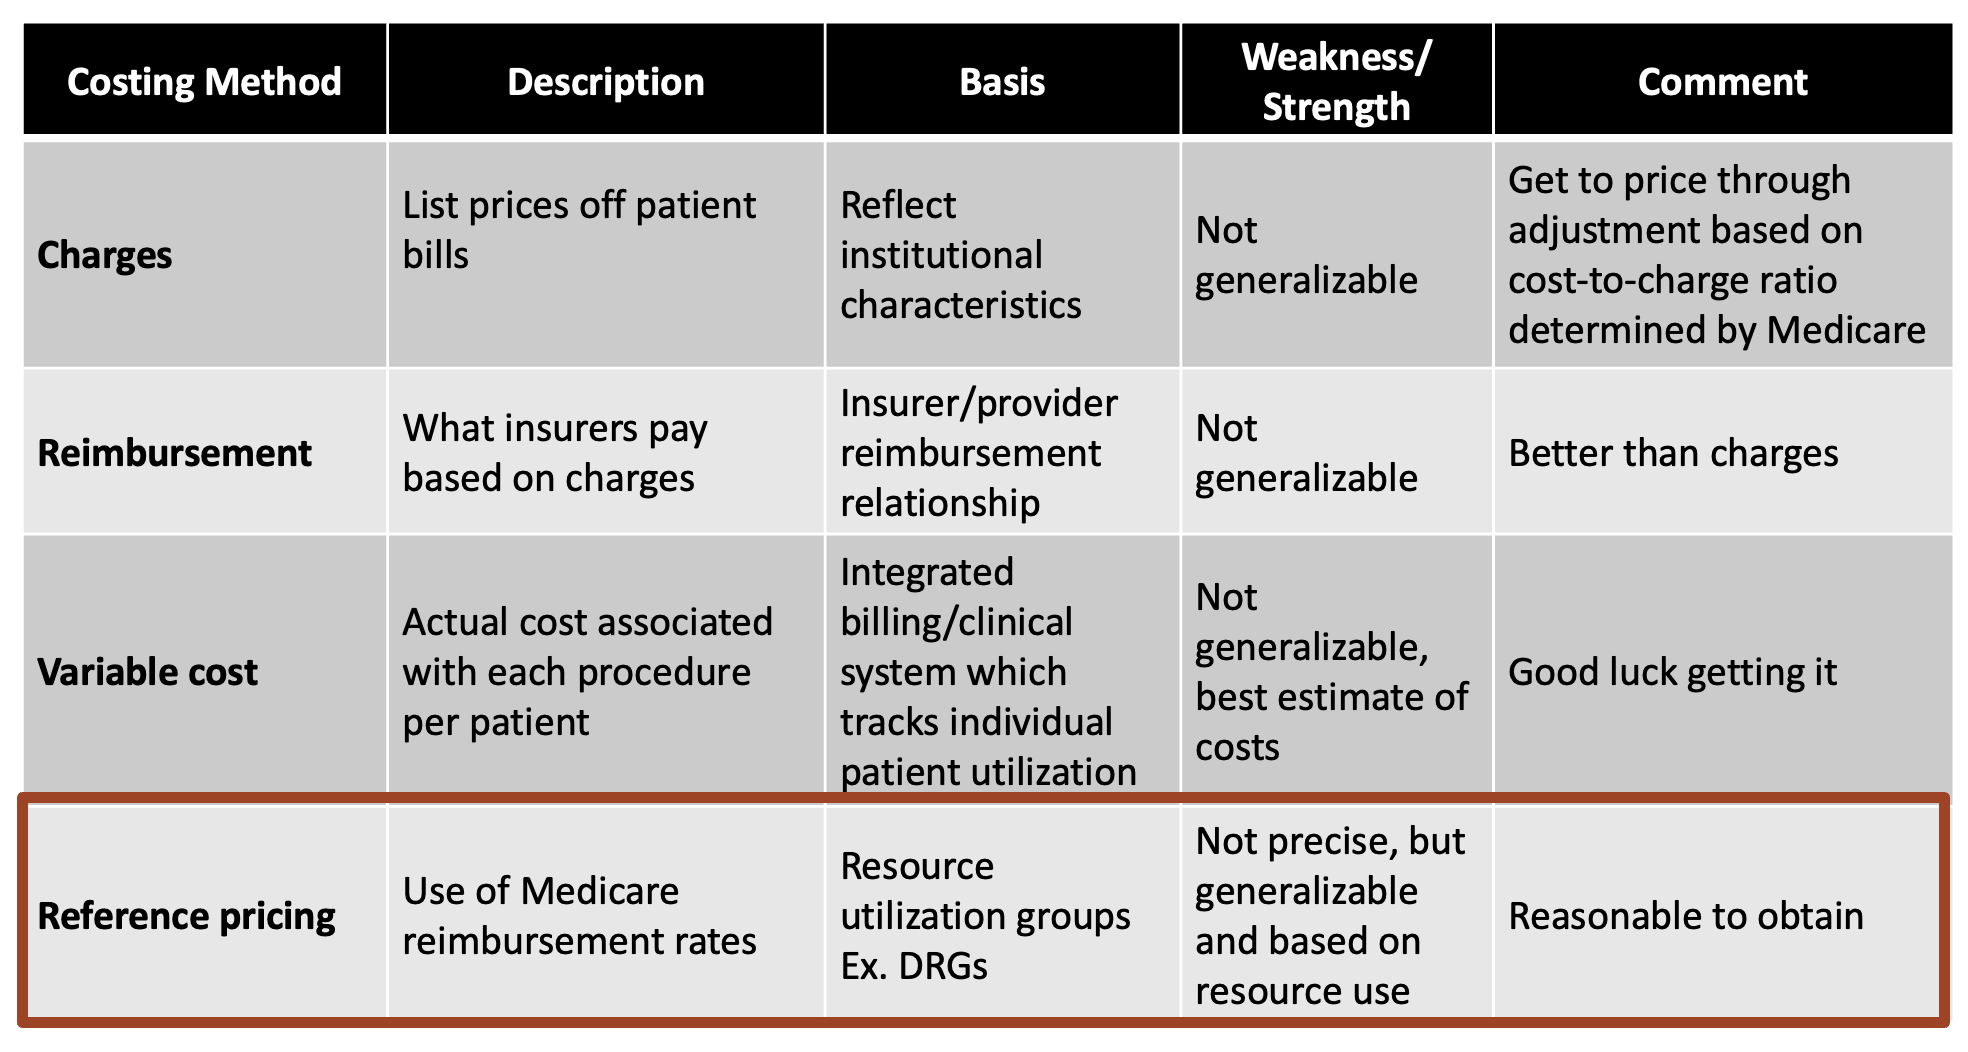 Costing Method
Description
Basis
Weakness/
Strength
Comment
Charges
List prices off patient
bills
Reflect
institutional
characteristics
Not
generalizable
Get to price through
adjustment based on
cost-to-charge ratio
determined by Medicare
Reimbursement
What insurers pay
based on charges
Insurer/provider
reimbursement
relationship
Not
generalizable
Better than charges
Variable cost
Actual cost associated
with each procedure
per patient
Integrated
billing/clinical
system which
tracks individual
patient utilization
Not
generalizable,
best estimate of
costs
Good luck getting it
Reference pricing
Use of Medicare
reimbursement rates
Resource
utilization groups
Ex. DRGs
Not precise, but
generalizable
and based on
resource use
Reasonable to obtain